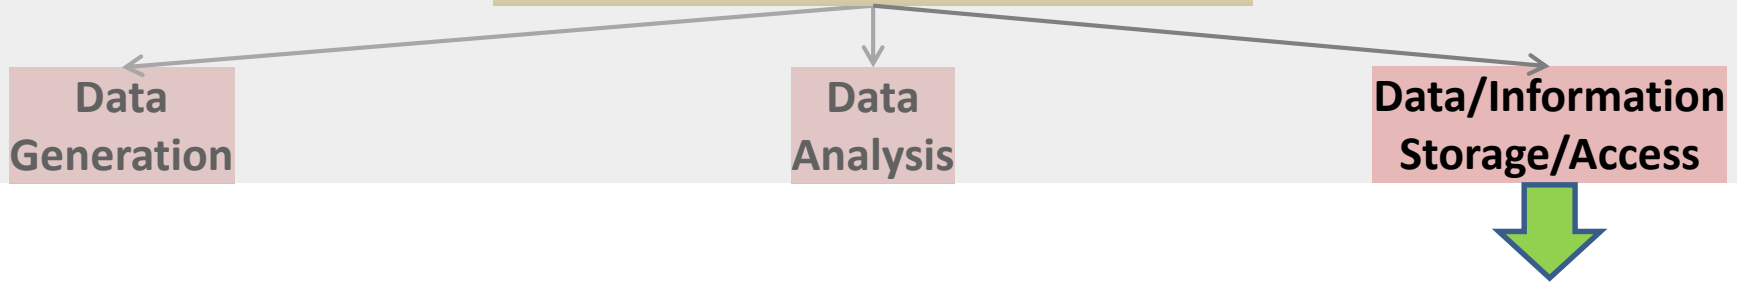 Data
Generation
Data
Analysis
Data/Information
Storage/Access